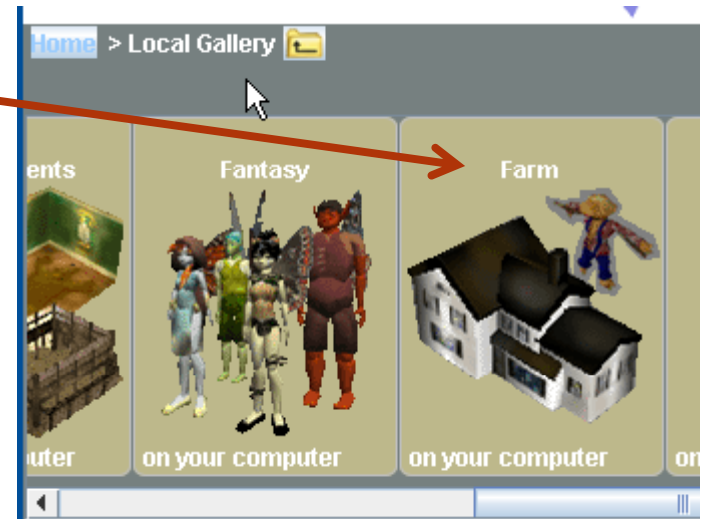 Home > Local Gallery
ents
Fantasy
Farm
uter
on your computer
on your computer
on